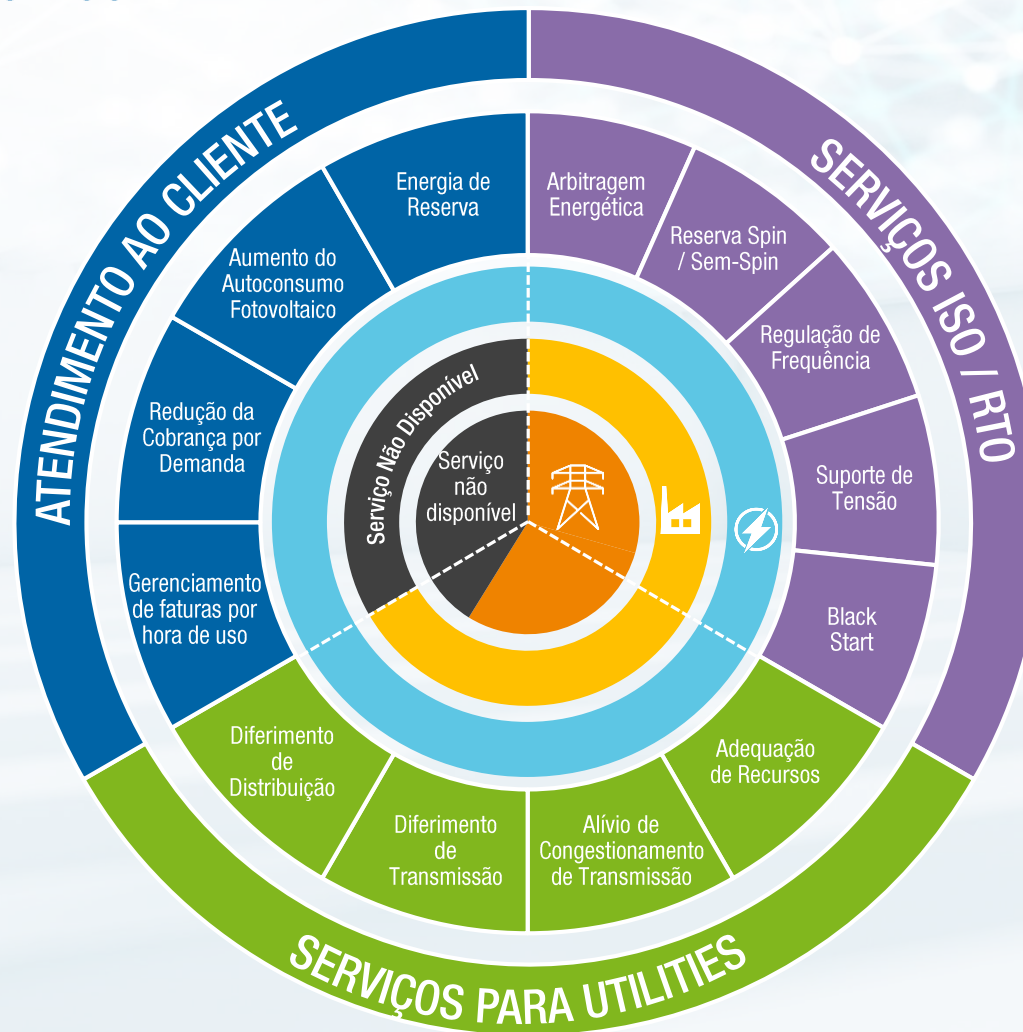 ATENDIMENTO AO CLIENTE
SERVIÇOS ISO / RTO
SERVIÇOS PARA UTILITIES
Energia de
Reserva
Aumento do
Autoconsumo
Fotovoltaico
Redução da
Cobrança por
Demanda
Gerenciamento
de faturas por
hora de uso
Arbitragem
Energética
Reserva Spin
/ Sem-Spin
Regulação de
Frequência
Suporte de
Tensão
Black
Start
Adequação
de Recursos
Alívio de
Congestionamento
de Transmissão
Diferimento
de
Transmissão
Diferimento
de
Distribuição
Serviço Não Disponível
Serviço
não
disponível